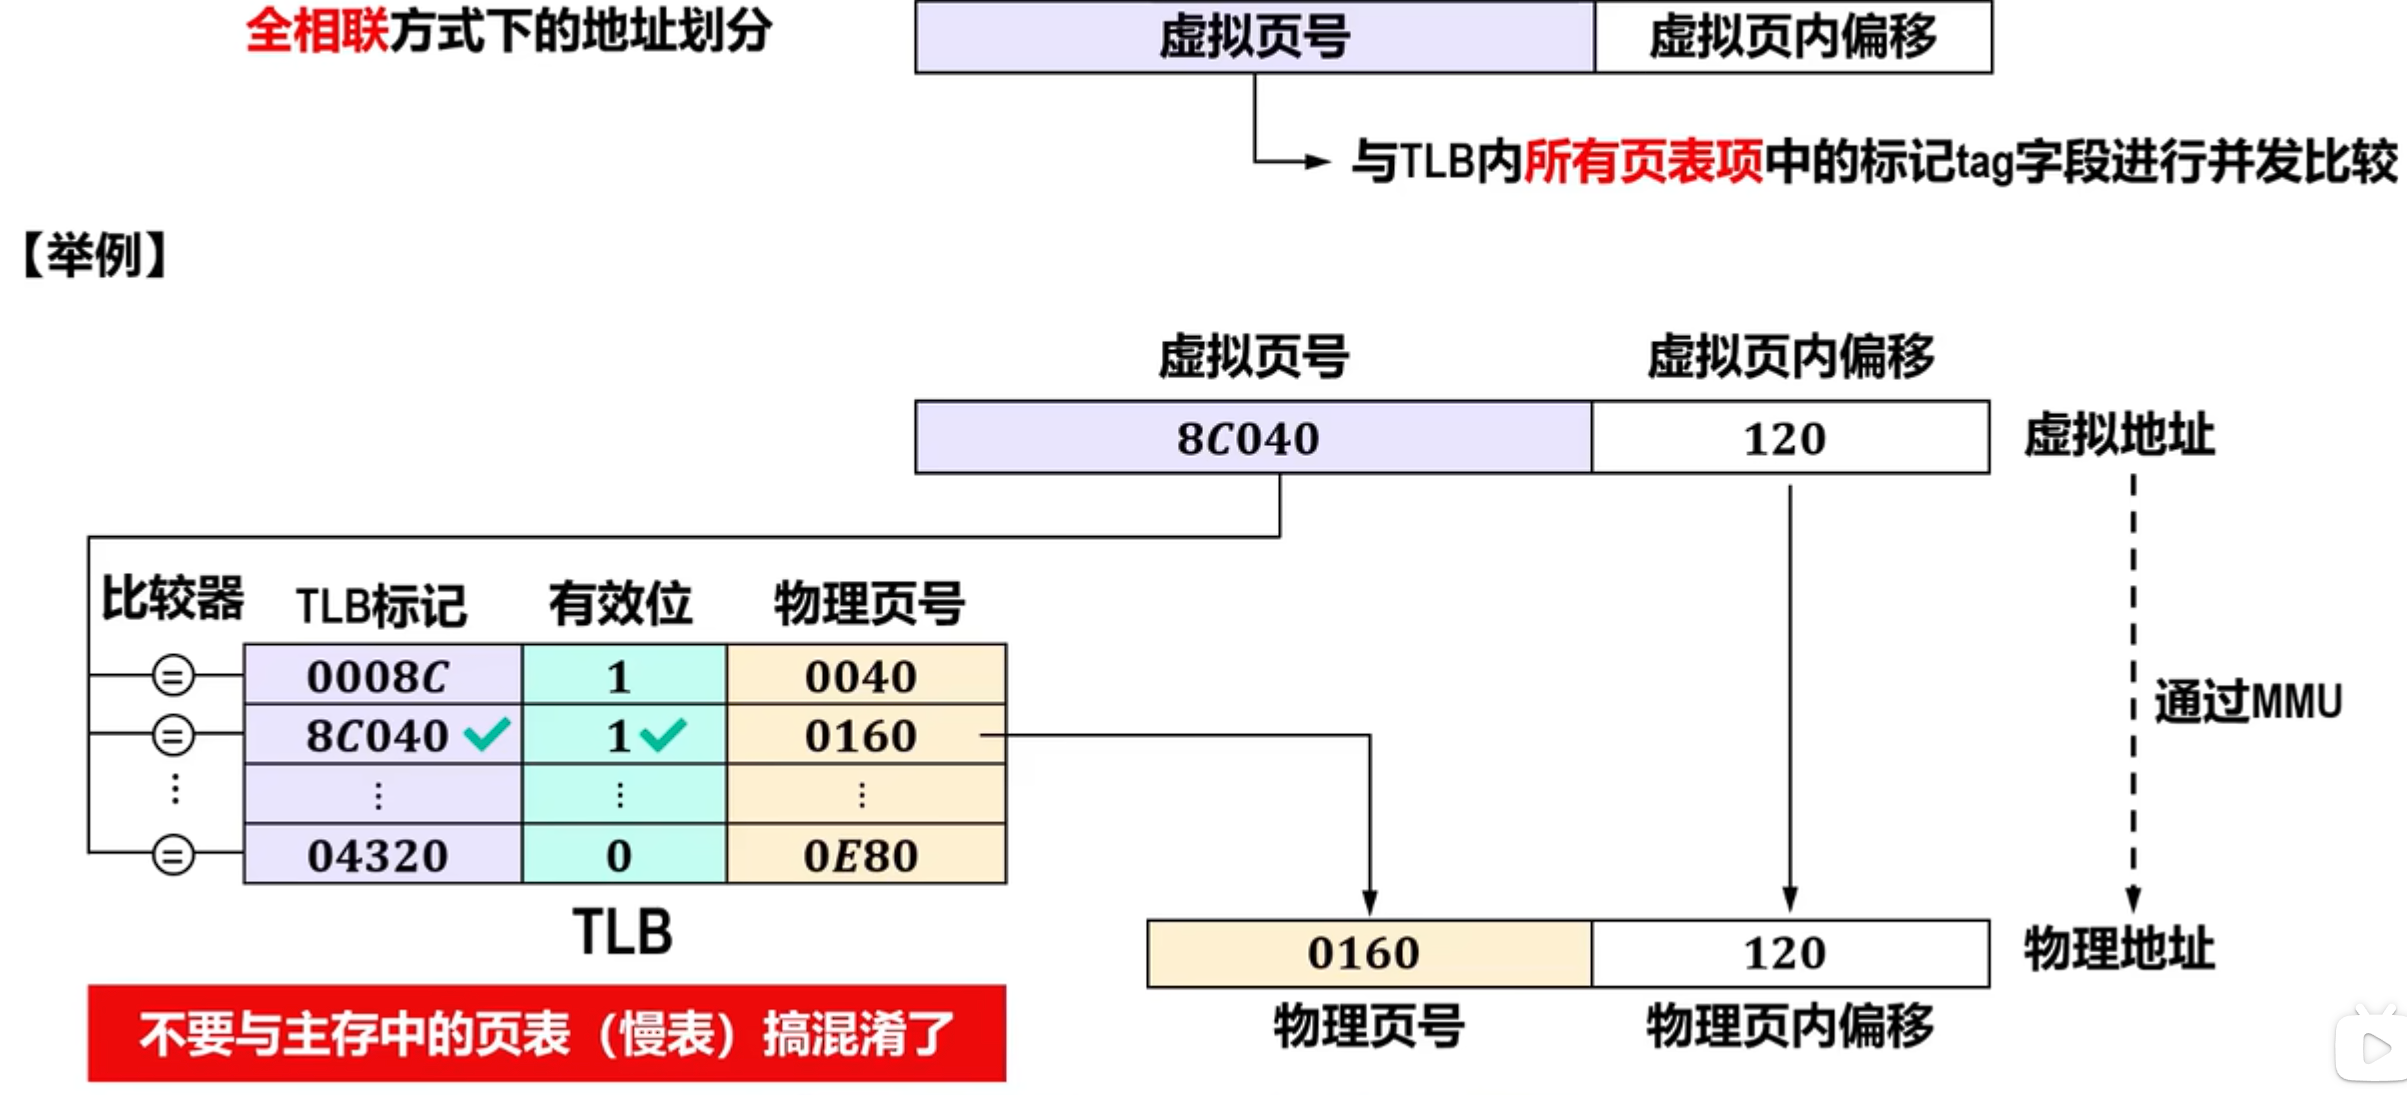 全相联方式下的地址划分
虚拟页号 虚拟页内偏移
与TLB内所有页表项中的标记tag字段进行并发比较
【举例】
虚拟页号 虚拟页内偏移
8C040 120 虚拟地址
比较器 TLB标记 有效位 物理页号
= 0008C 1 0040
通过MMU
= 8C040 1 0160
⋮ ⋮ ⋮ ⋮
= 04320 0 0E80
TLB
0160 120 物理地址
物理页号 物理页内偏移
不要与主存中的页表（慢表）搞混淆了